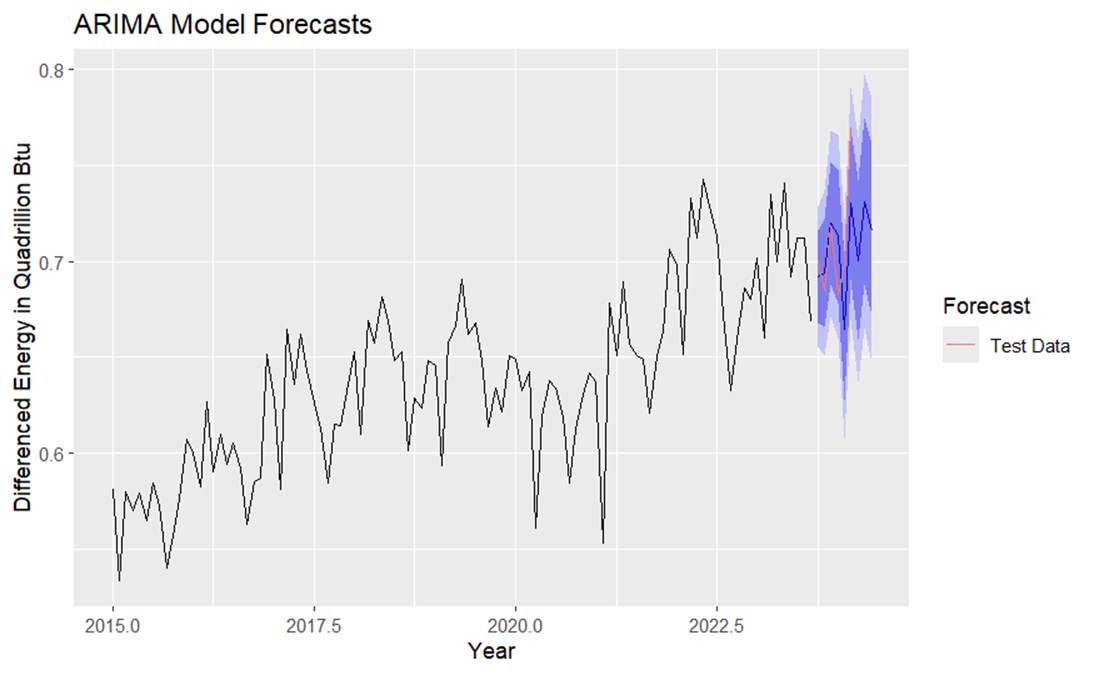 ARIMA Model Forecasts
Differenced Energy in Quadrillion Btu
0.8
0.7
0.6
2015.0 2017.5 2020.0 2022.5
Year
Forecast
Test Data